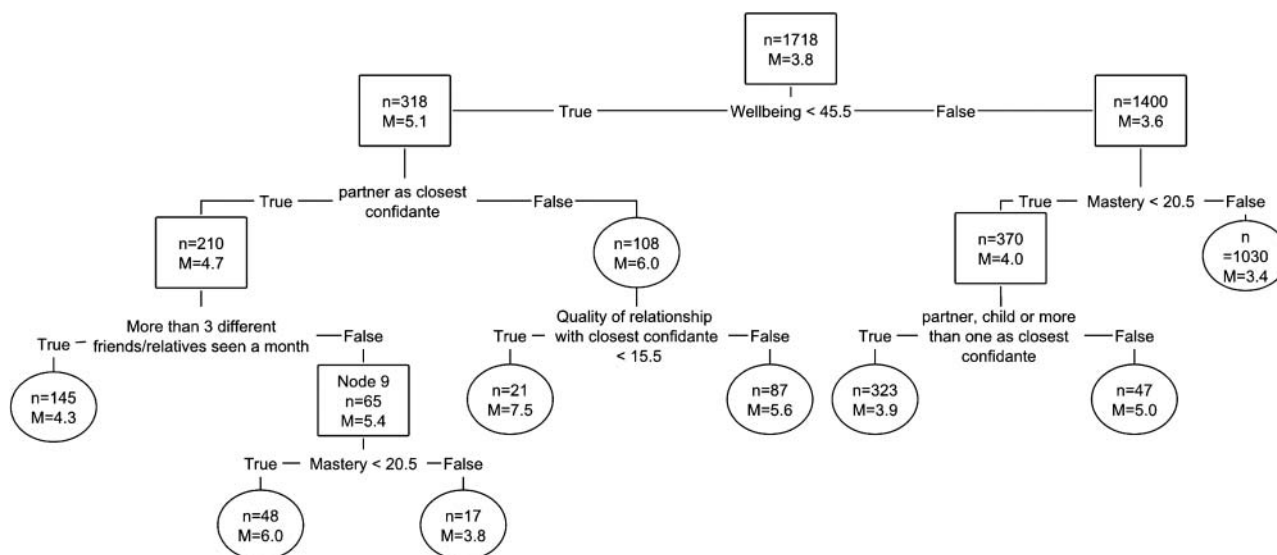 n=1718
M=3.8
n=318
M=5.1
True
Wellbeing < 45.5
False
n=1400
M=3.6
True
partner as closest
confidante
False
True
Mastery < 20.5
False
n=210
M=4.7
n=108
M=6.0
n=370
M=4.0
n
=1030
M=3.4
True
More than 3 different
friends/relatives seen a month
False
True
Quality of relationship
with closest confidante
< 15.5
False
True
partner, child or more
than one as closest
confidante
False
n=145
M=4.3
Node 9
n=65
M=5.4
n=21
M=7.5
n=87
M=5.6
n=323
M=3.9
n=47
M=5.0
True
Mastery < 20.5
False
n=48
M=6.0
n=17
M=3.8